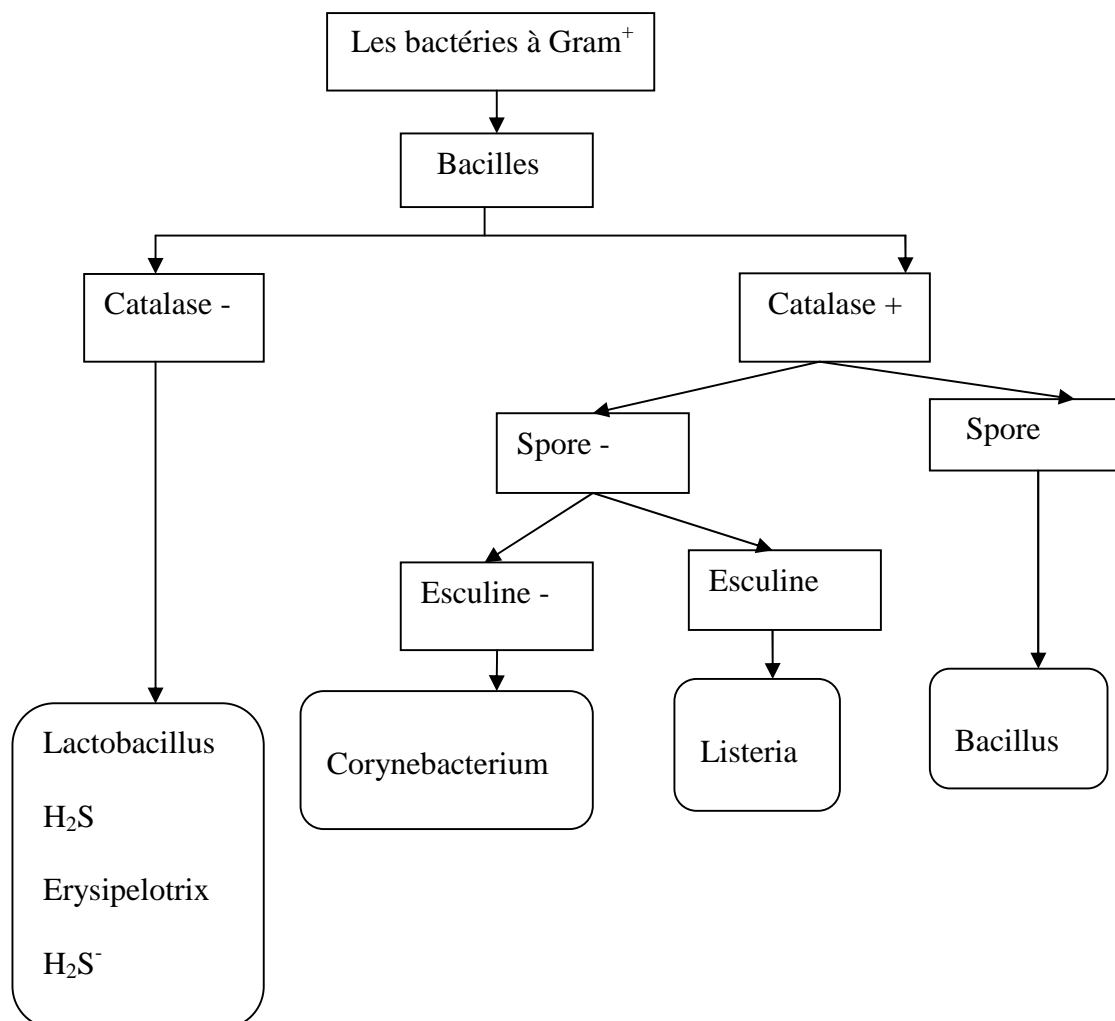 Les bactéries à Gram⁺
Bacilles
Catalase -
Catalase +
Spore -
Spore
Esculine -
Esculine
Lactobacillus
H₂S
Erysipelotrix
H₂S⁻
Corynebacterium
Listeria
Bacillus